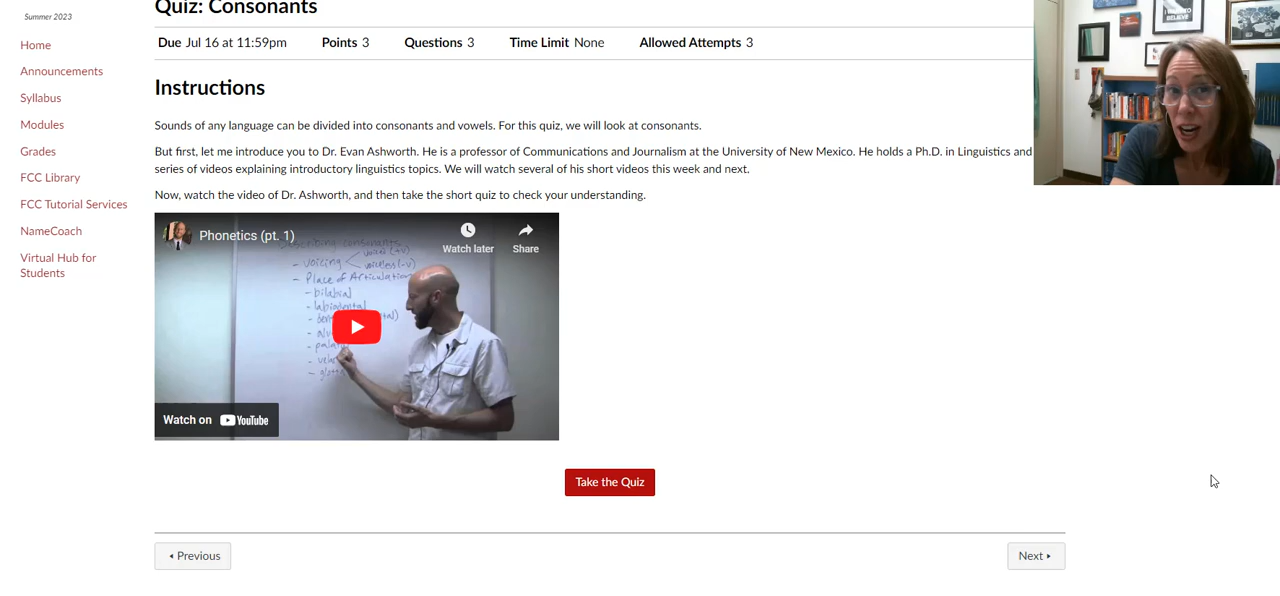 Summer 2023
Home
Announcements
Syllabus
Modules
Grades
FCC Library
FCC Tutorial Services
NameCoach
Virtual Hub for
Students
Quiz: Consonants
Due Jul 16 at 11:59pm Points 3 Questions 3 Time Limit None Allowed Attempts 3
Instructions
Sounds of any language can be divided into consonants and vowels. For this quiz, we will look at consonants.
But first, let me introduce you to Dr. Evan Ashworth. He is a professor of Communications and Journalism at the University of New Mexico. He holds a Ph.D. in Linguistics and
series of videos explaining introductory linguistics topics. We will watch several of his short videos this week and next.
Now, watch the video of Dr. Ashworth, and then take the short quiz to check your understanding.
Phonetics (pt. 1)
Watch later
Share
Describing consonants
- voicing voiced (+v)
voiceless (-v)
- Place of Articulation
- bilabial
- labiodental
Watch on YouTube
Take the Quiz
◂ Previous
Next ▸
I WANT TO
BELIEVE